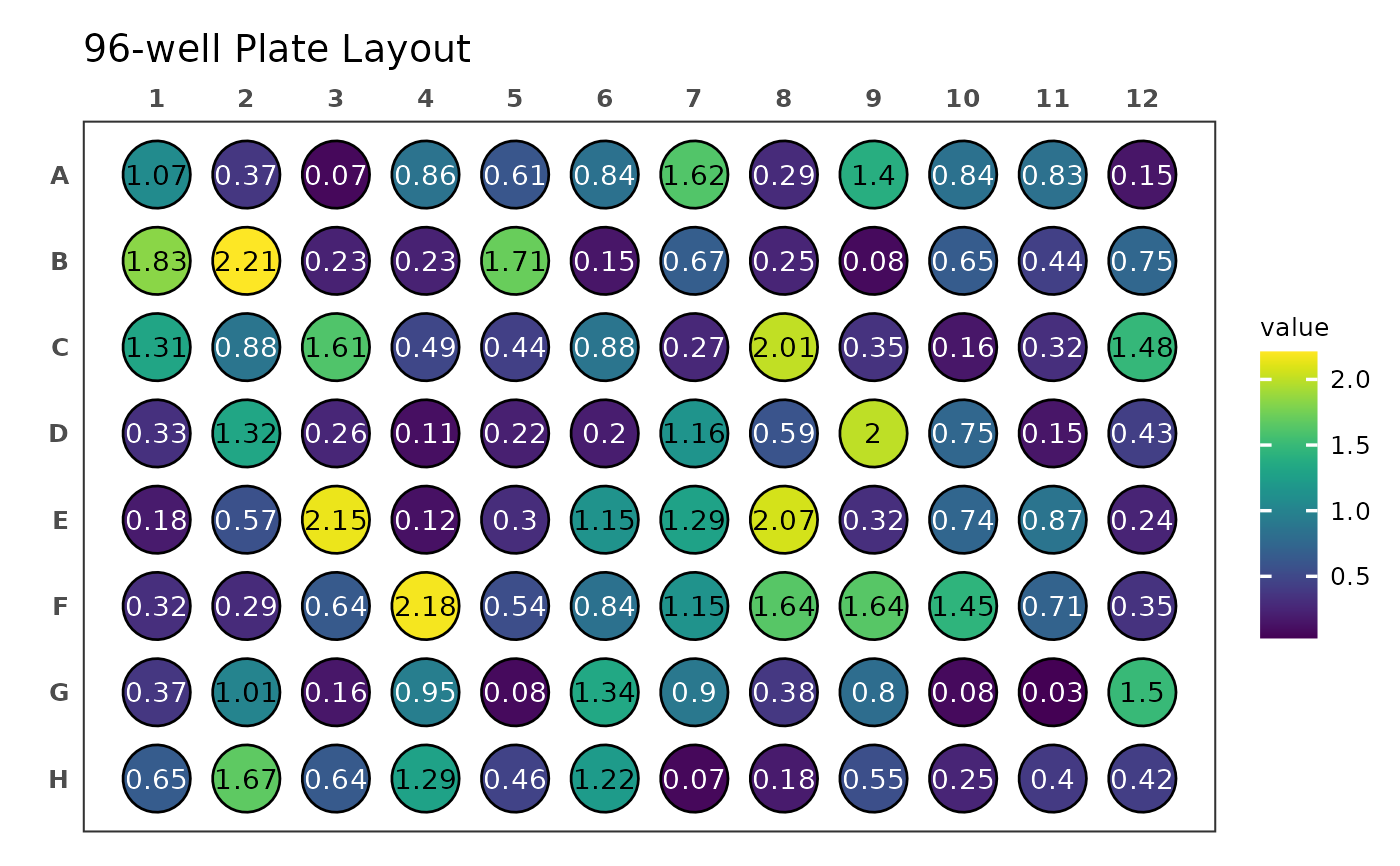 96-well Plate Layout
1 2 3 4 5 6 7 8 9 10 11 12
A 1.07 0.37 0.07 0.86 0.61 0.84 1.62 0.29 1.4 0.84 0.83 0.15
B 1.83 2.21 0.23 0.23 1.71 0.15 0.67 0.25 0.08 0.65 0.44 0.75
C 1.31 0.88 1.61 0.49 0.44 0.88 0.27 2.01 0.35 0.16 0.32 1.48
D 0.33 1.32 0.26 0.11 0.22 0.2 1.16 0.59 2 0.75 0.15 0.43
E 0.18 0.57 2.15 0.12 0.3 1.15 1.29 2.07 0.32 0.74 0.87 0.24
F 0.32 0.29 0.64 2.18 0.54 0.84 1.15 1.64 1.64 1.45 0.71 0.35
G 0.37 1.01 0.16 0.95 0.08 1.34 0.9 0.38 0.8 0.08 0.03 1.5
H 0.65 1.67 0.64 1.29 0.46 1.22 0.07 0.18 0.55 0.25 0.4 0.42
value
2.0
1.5
1.0
0.5